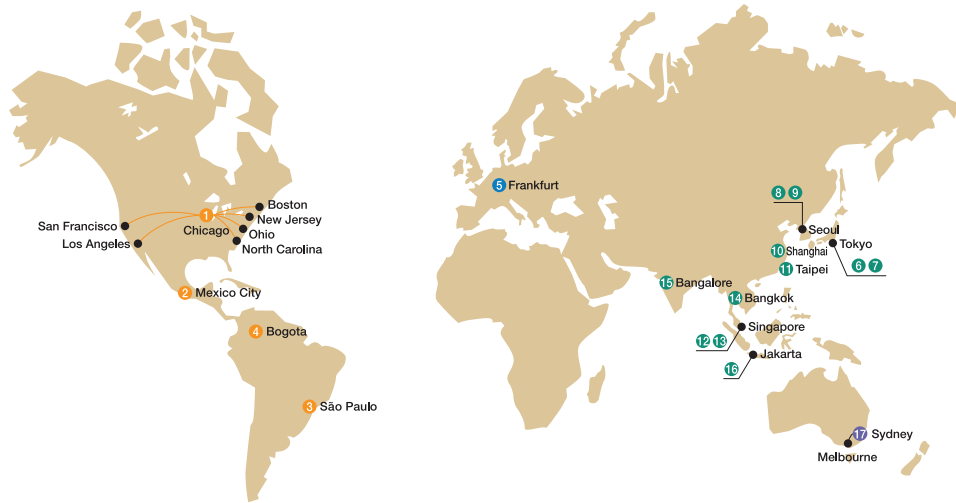 5 Frankfurt
8 9
Boston
1
New Jersey
San Francisco
Chicago
Ohio
Seoul
Los Angeles
North Carolina
Tokyo
10 Shanghai
6 7
11 Taipei
15 Bangalore
2 Mexico City
14 Bangkok
4 Bogota
Singapore
12 13
Jakarta
16
3 São Paulo
17 Sydney
Melbourne